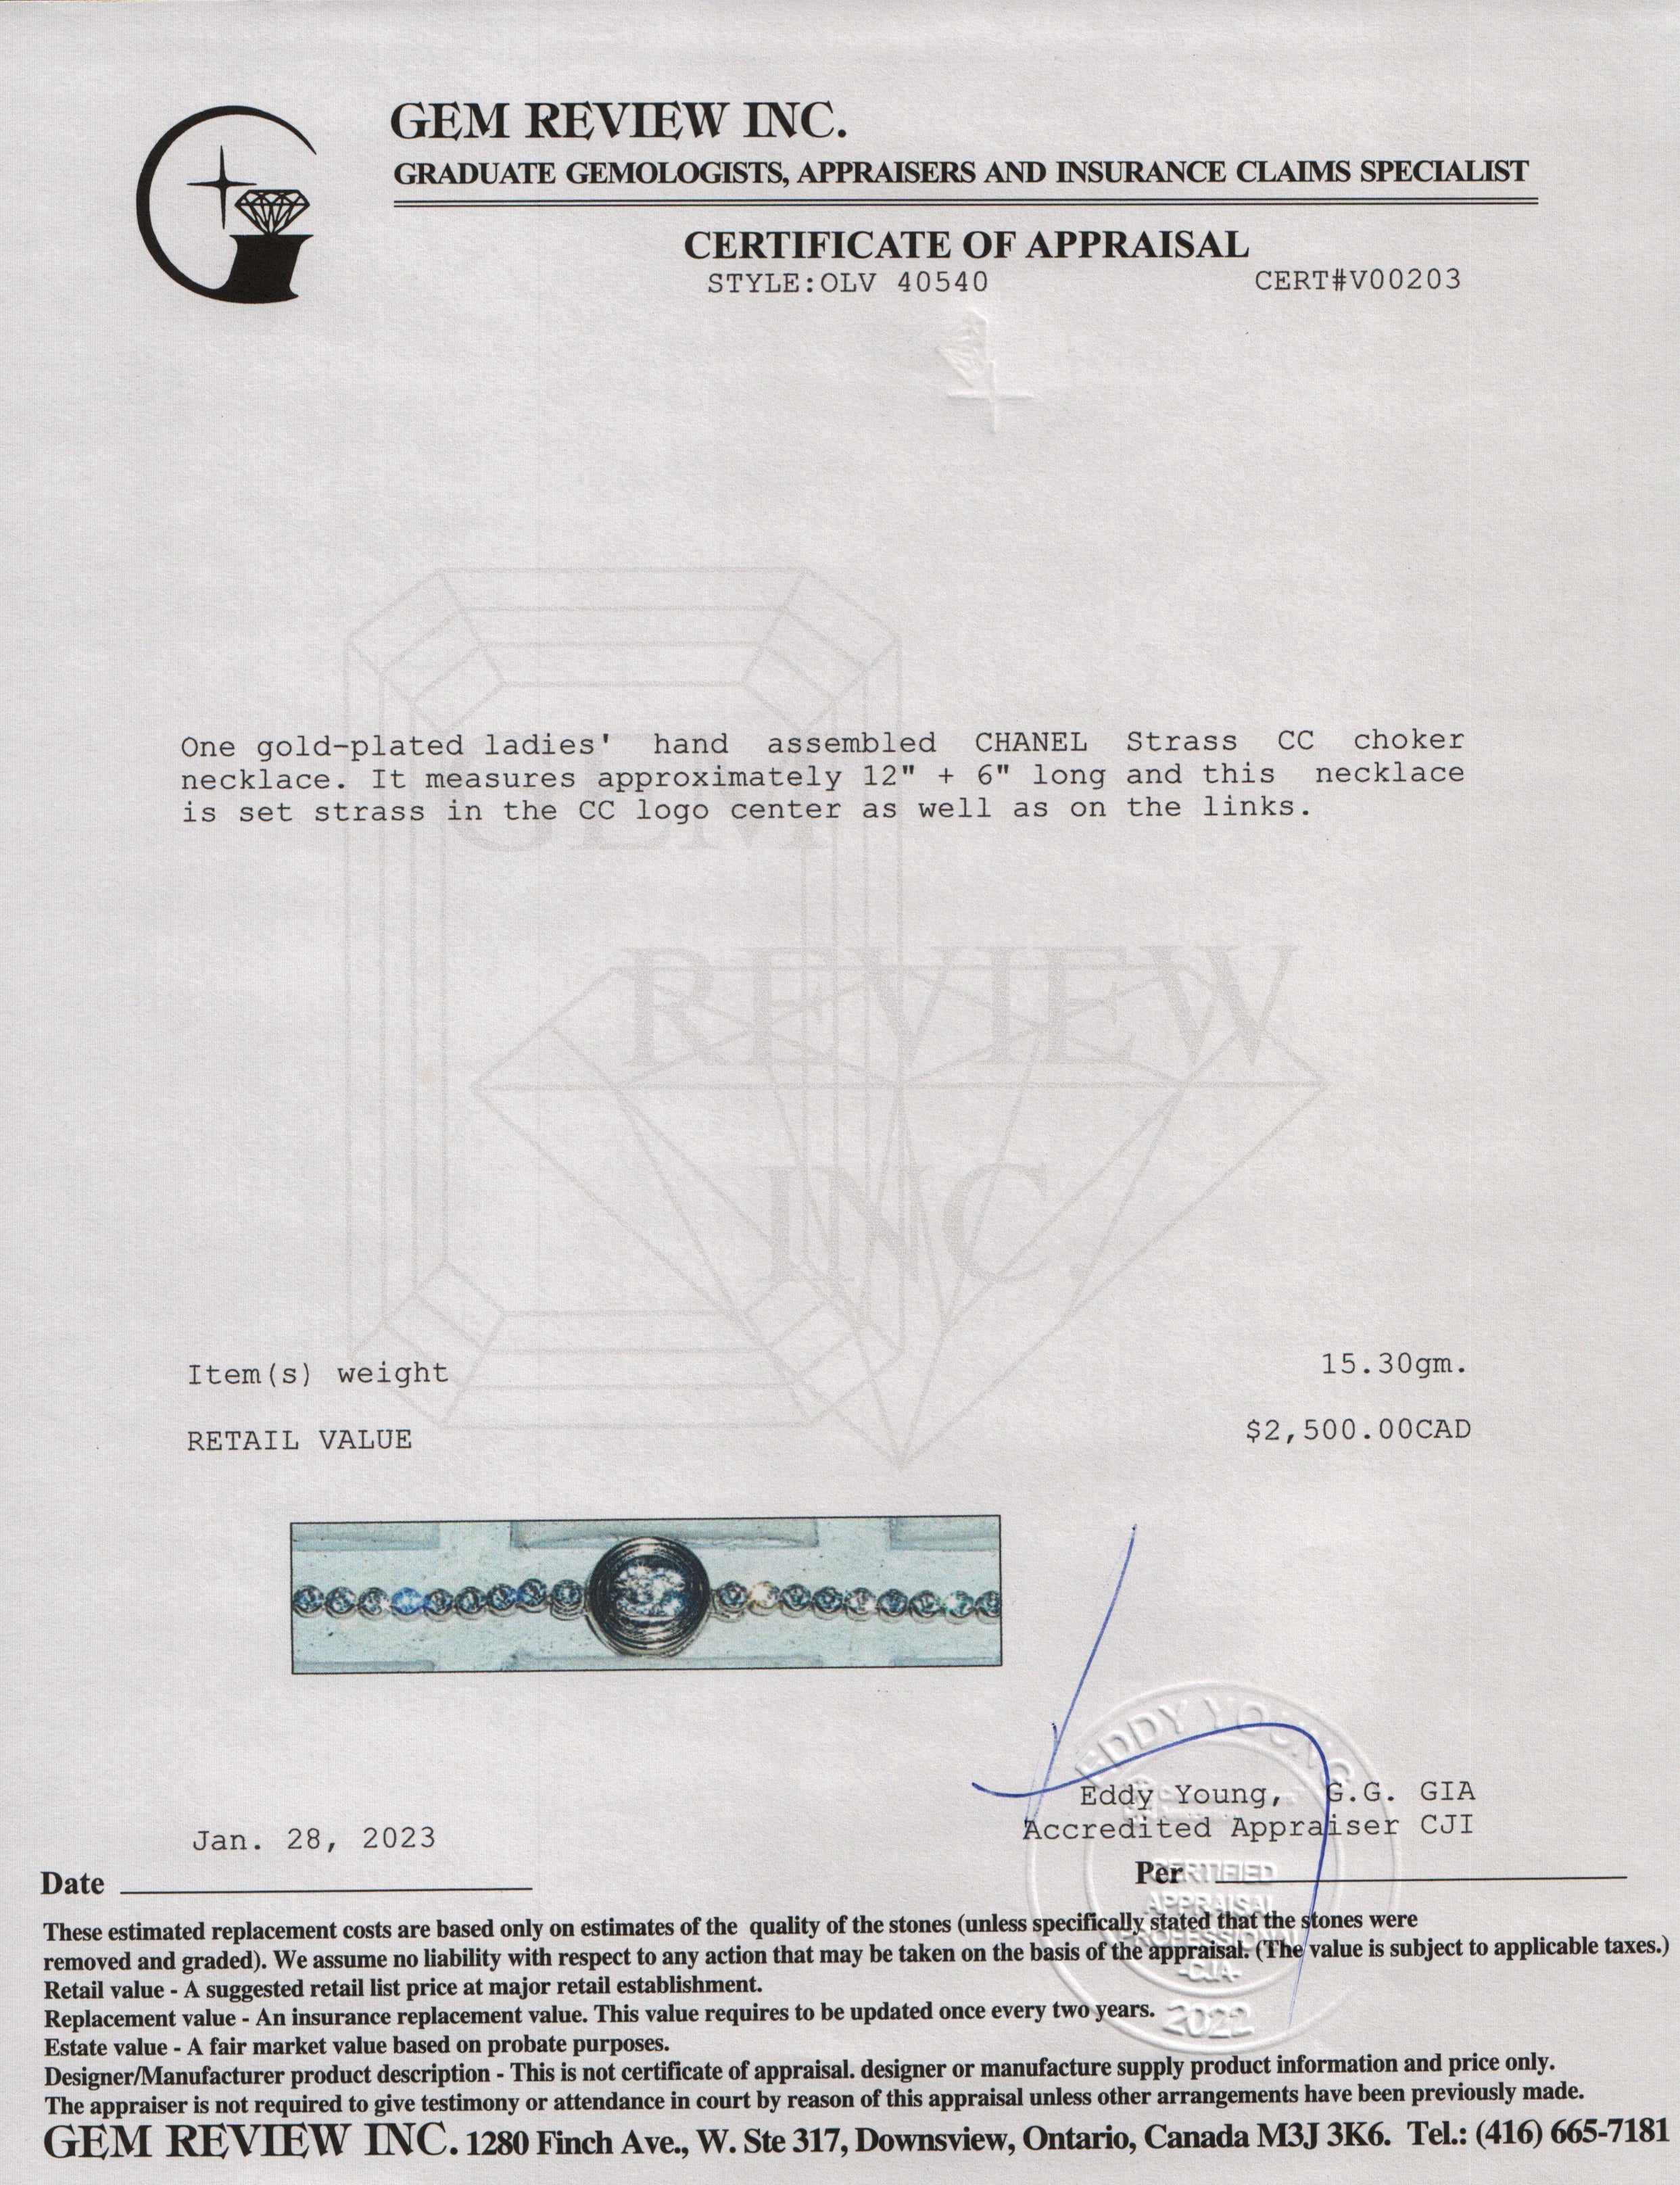 GEM REVIEW INC.
GRADUATE GEMOLOGISTS, APPRAISERS AND INSURANCE CLAIMS SPECIALIST
CERTIFICATE OF APPRAISAL
STYLE:OLV 40540 CERT#V00203
One gold-plated ladies' hand assembled CHANEL Strass CC choker
necklace. It measures approximately 12" + 6" long and this necklace
is set strass in the CC logo center as well as on the links.
GEM
REVIEW
INC.
Item(s) weight 15.30gm.
RETAIL VALUE $2,500.00CAD
EDDY YOUNG
Eddy Young, G.G. GIA
Accredited Appraiser CJI
Jan. 28, 2023
Date
Per
CERTIFIED
APPRAISAL
PROFESSIONAL
-CJA-
2022
These estimated replacement costs are based only on estimates of the quality of the stones (unless specifically stated that the stones were
removed and graded). We assume no liability with respect to any action that may be taken on the basis of the appraisal. (The value is subject to applicable taxes.)
Retail value - A suggested retail list price at major retail establishment.
Replacement value - An insurance replacement value. This value requires to be updated once every two years.
Estate value - A fair market value based on probate purposes.
Designer/Manufacturer product description - This is not certificate of appraisal. designer or manufacture supply product information and price only.
The appraiser is not required to give testimony or attendance in court by reason of this appraisal unless other arrangements have been previously made.
GEM REVIEW INC. 1280 Finch Ave., W. Ste 317, Downsview, Ontario, Canada M3J 3K6. Tel.: (416) 665-7181